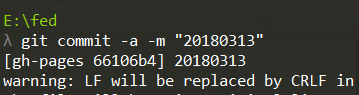 E:\fed
λ git commit -a -m "20180313"
[gh-pages 66106b4] 20180313
warning: LF will be replaced by CRLF in